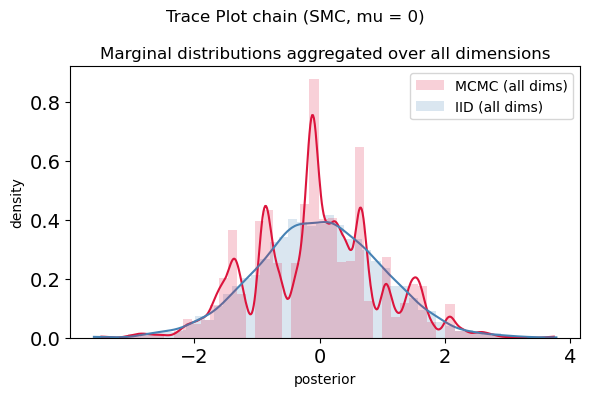 Trace Plot chain (SMC, mu = 0)
Marginal distributions aggregated over all dimensions
MCMC (all dims)
IID (all dims)
density
0.8
0.6
0.4
0.2
0.0
−2
0
2
4
posterior